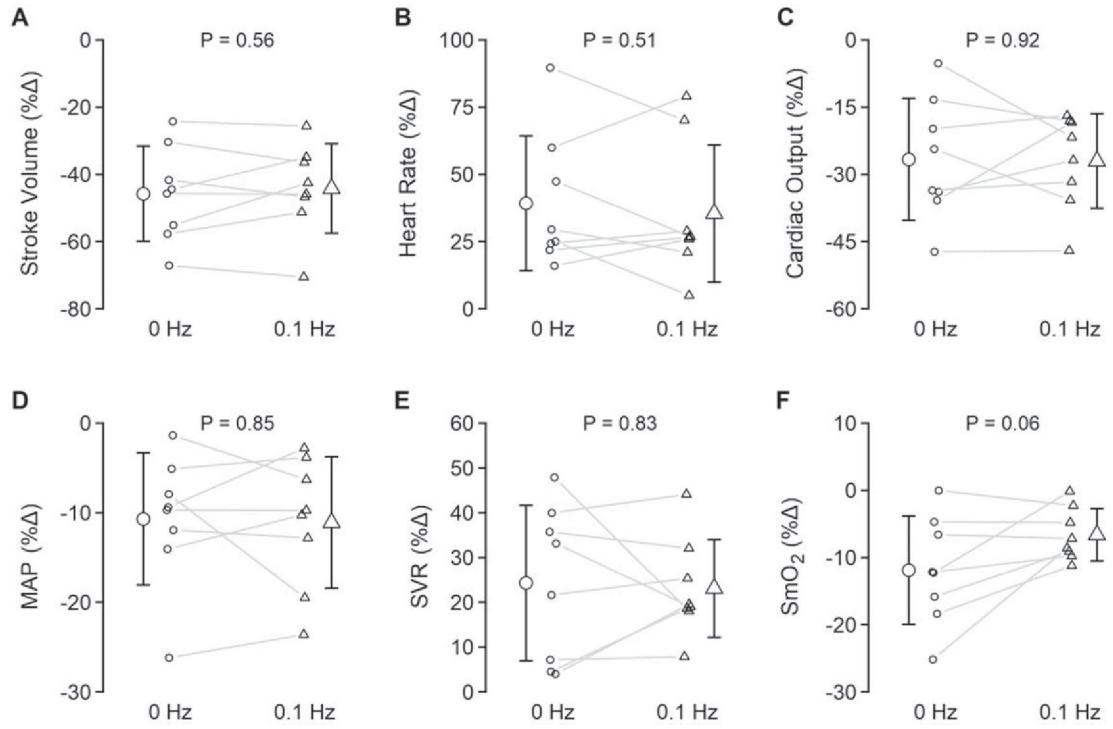 A
P = 0.56
Stroke Volume (%Δ)
0
-20
-40
-60
-80
0 Hz
0.1 Hz
B
P = 0.51
Heart Rate (%Δ)
100
75
50
25
0
0 Hz
0.1 Hz
C
P = 0.92
Cardiac Output (%Δ)
0
-15
-30
-45
-60
0 Hz
0.1 Hz
D
P = 0.85
MAP (%Δ)
0
-10
-20
-30
0 Hz
0.1 Hz
E
P = 0.83
SVR (%Δ)
60
50
40
30
20
10
0
0 Hz
0.1 Hz
F
P = 0.06
SmO₂ (%Δ)
10
0
-10
-20
-30
0 Hz
0.1 Hz